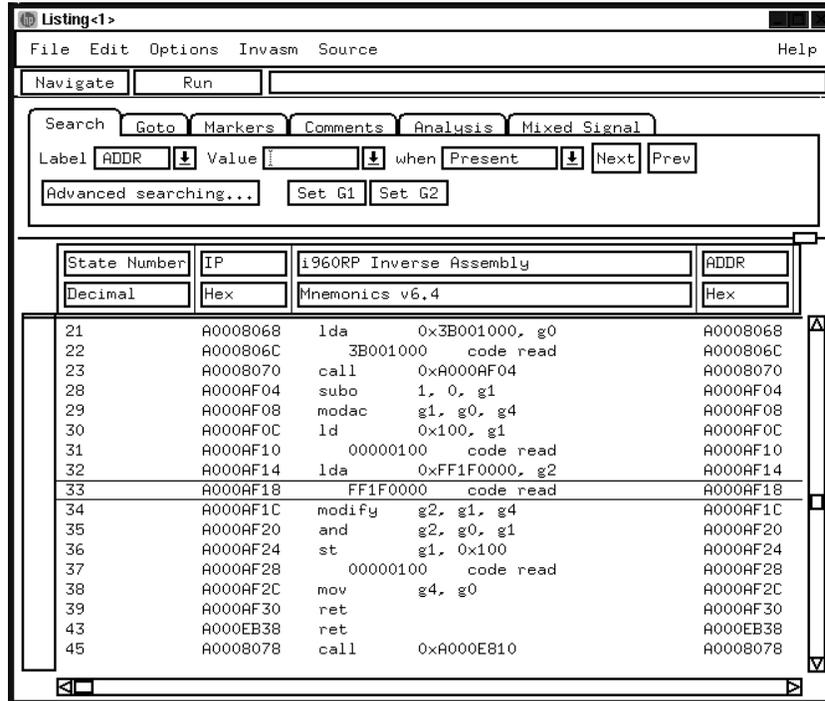 hp Listing<1>
File Edit Options Invasm Source Help
Navigate Run
Search Goto Markers Comments Analysis Mixed Signal
Label ADDR Value when Present Next Prev
Advanced searching... Set G1 Set G2
State Number IP i960RP Inverse Assembly ADDR
Decimal Hex Mnemonics v6.4 Hex
21 A0008068 lda 0x3B001000, g0 A0008068
22 A000806C 3B001000 code read A000806C
23 A0008070 call 0xA000AF04 A0008070
28 A000AF04 subo 1, 0, g1 A000AF04
29 A000AF08 modac g1, g0, g4 A000AF08
30 A000AF0C ld 0x100, g1 A000AF0C
31 A000AF10 00000100 code read A000AF10
32 A000AF14 lda 0xFF1F0000, g2 A000AF14
33 A000AF18 FF1F0000 code read A000AF18
34 A000AF1C modify g2, g1, g4 A000AF1C
35 A000AF20 and g2, g0, g1 A000AF20
36 A000AF24 st g1, 0x100 A000AF24
37 A000AF28 00000100 code read A000AF28
38 A000AF2C mov g4, g0 A000AF2C
39 A000AF30 ret A000AF30
43 A000EB38 ret A000EB38
45 A0008078 call 0xA000E810 A0008078